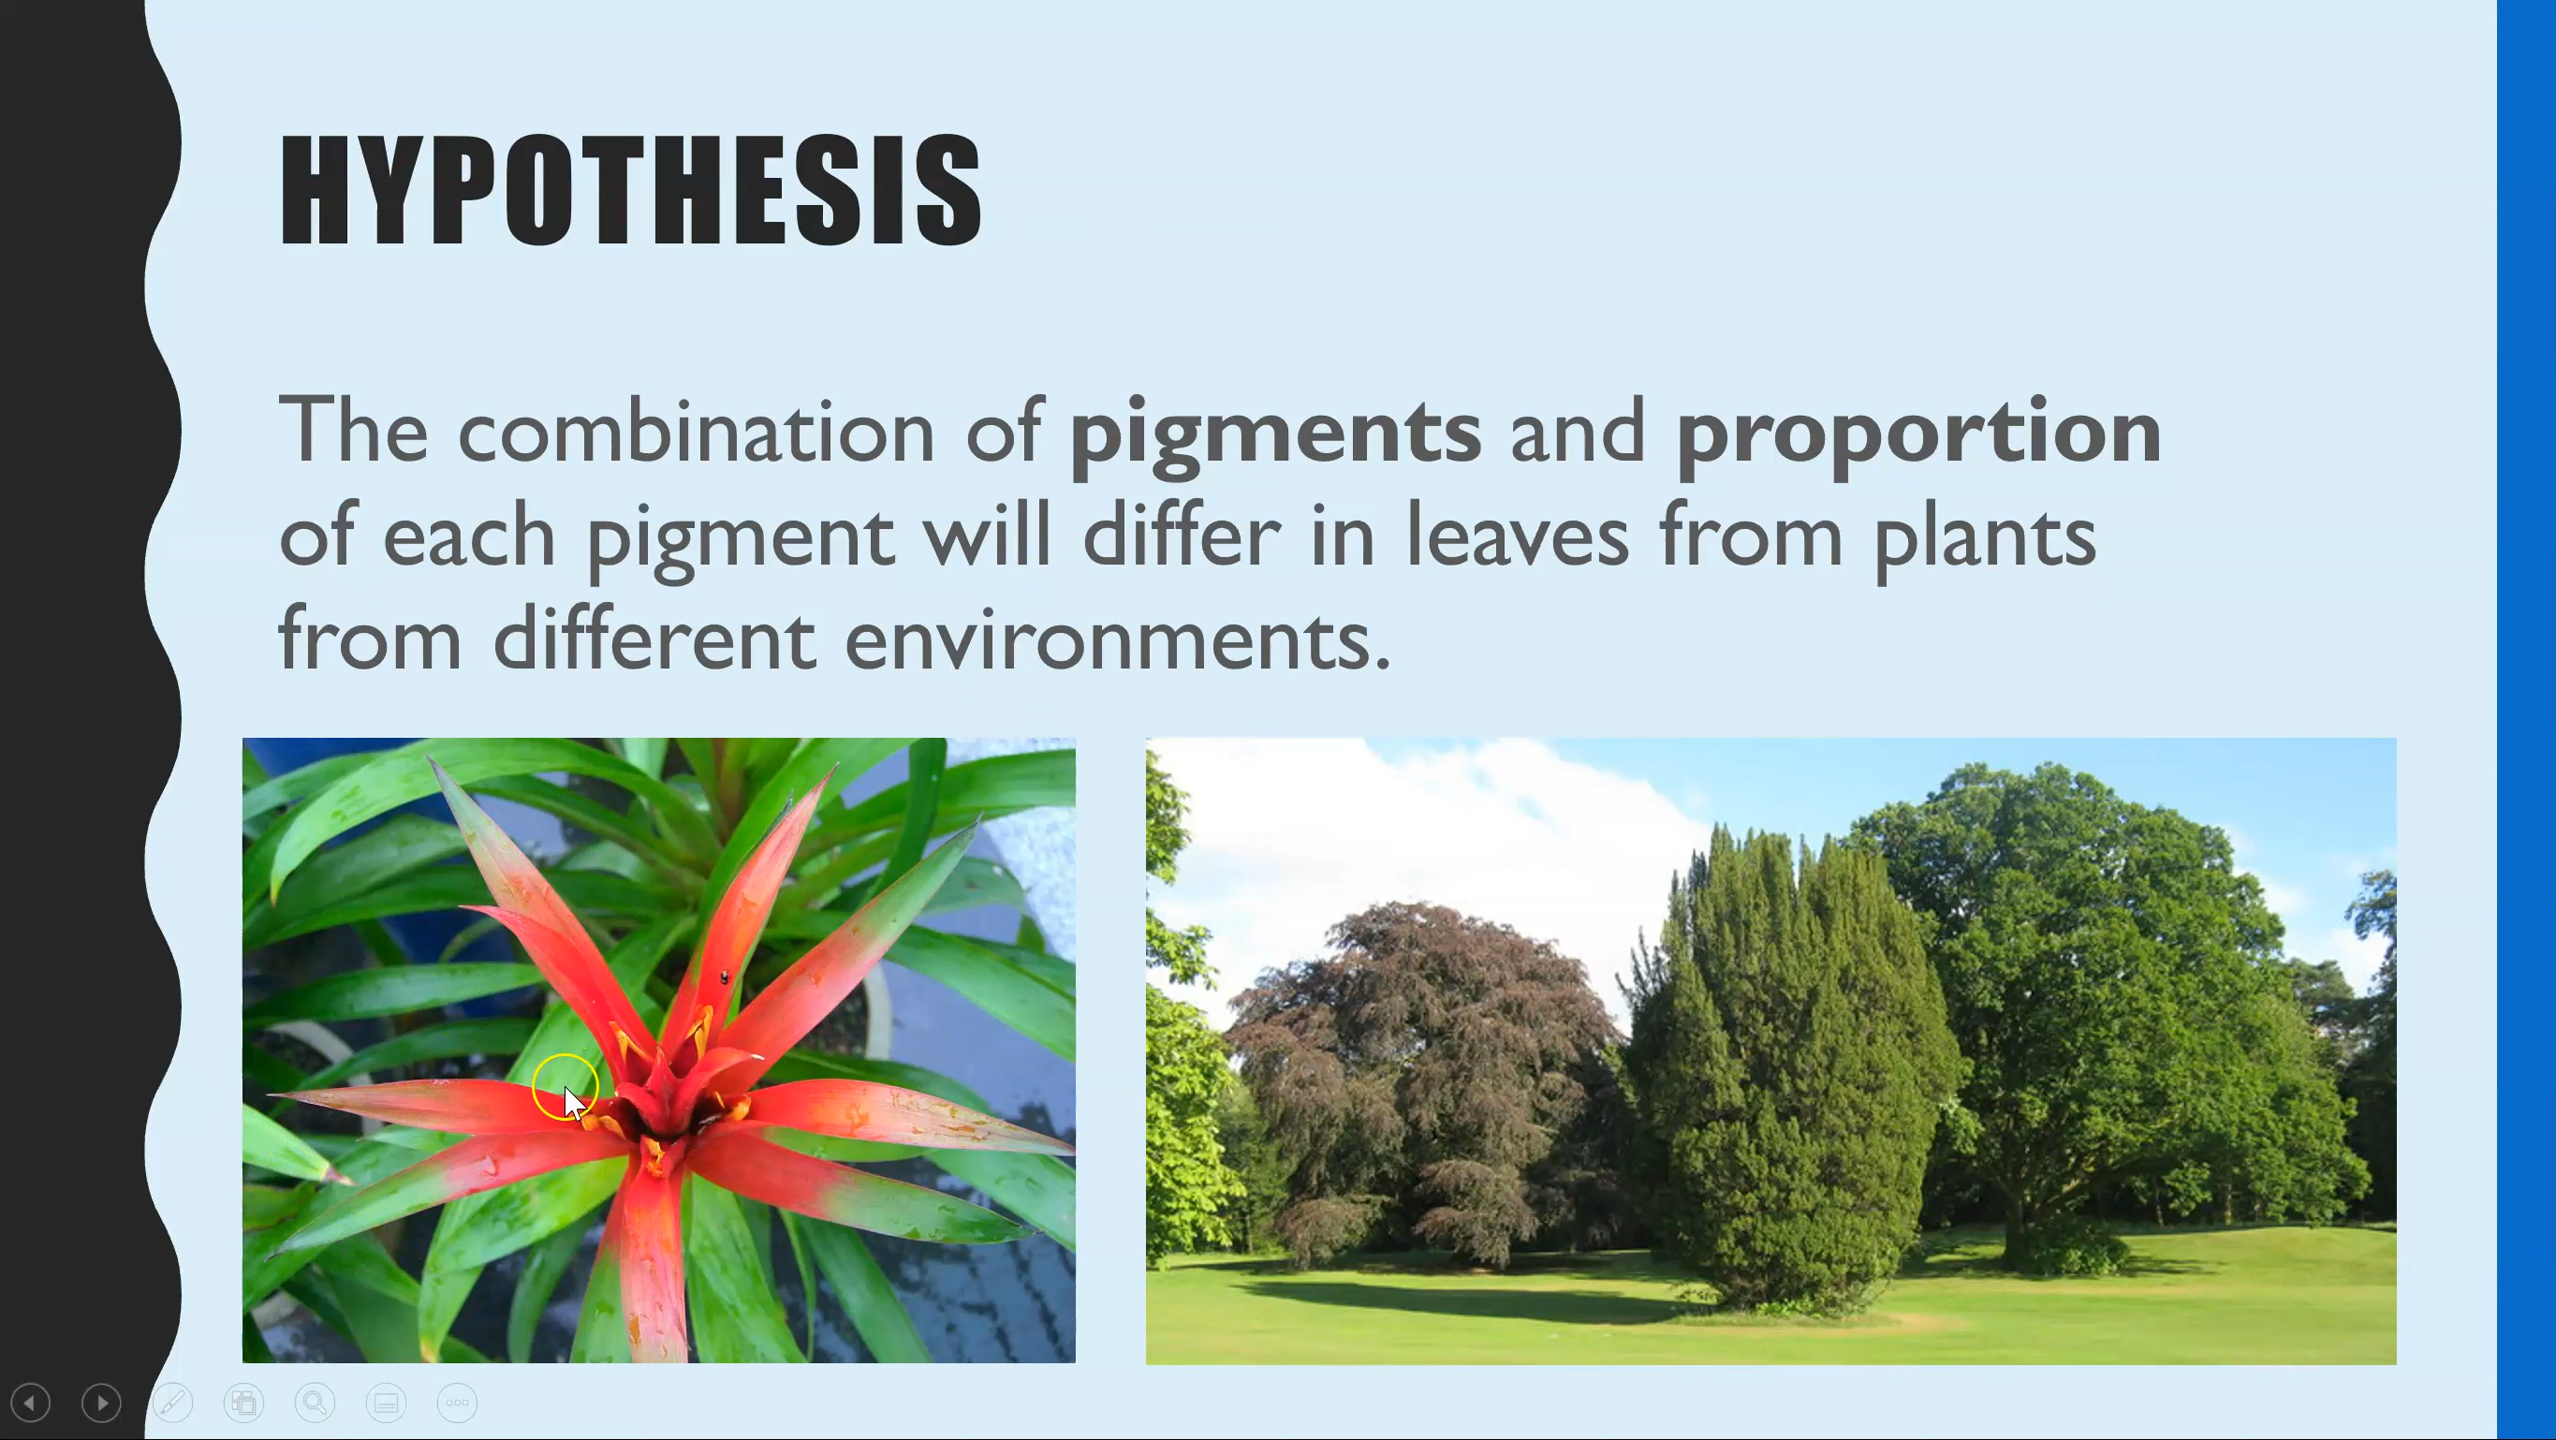 HYPOTHESIS
The combination of pigments and proportion
of each pigment will differ in leaves from plants
from different environments.